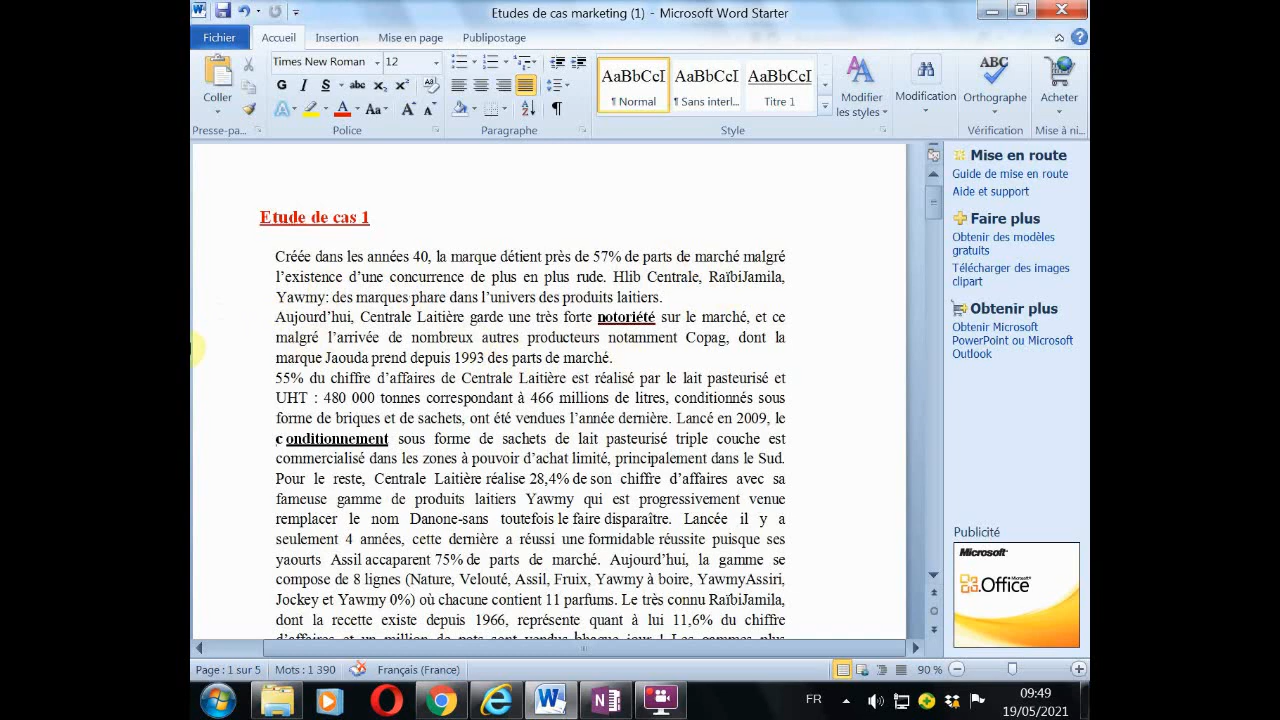 Etudes de cas marketing (1) - Microsoft Word Starter
Fichier Accueil Insertion Mise en page Publipostage
Times New Roman 12
AaBbCcI AaBbCcI AaBbCcI
G I S abc x₂ x²
Coller
¶ Normal ¶ Sans interl... Titre 1
Modifier les styles
Modification
ABC
Orthographe
Acheter
Aa A A
Presse-pa... Police Paragraphe Style Vérification Mise à ni...
Etude de cas 1
Créée dans les années 40, la marque détient près de 57% de parts de marché malgré
l'existence d'une concurrence de plus en plus rude. Hlib Centrale, RaïbiJamila,
Yawmy: des marques phare dans l'univers des produits laitiers.
Aujourd'hui, Centrale Laitière garde une très forte notoriété sur le marché, et ce
malgré l'arrivée de nombreux autres producteurs notamment Copag, dont la
marque Jaouda prend depuis 1993 des parts de marché.
55% du chiffre d'affaires de Centrale Laitière est réalisé par le lait pasteurisé et
UHT : 480 000 tonnes correspondant à 466 millions de litres, conditionnés sous
forme de briques et de sachets, ont été vendues l'année dernière. Lancé en 2009, le
c onditionnement sous forme de sachets de lait pasteurisé triple couche est
commercialisé dans les zones à pouvoir d'achat limité, principalement dans le Sud.
Pour le reste, Centrale Laitière réalise 28,4% de son chiffre d'affaires avec sa
fameuse gamme de produits laitiers Yawmy qui est progressivement venue
remplacer le nom Danone-sans toutefois le faire disparaître. Lancée il y a
seulement 4 années, cette dernière a réussi une formidable réussite puisque ses
yaourts Assil accaparent 75% de parts de marché. Aujourd'hui, la gamme se
compose de 8 lignes (Nature, Velouté, Assil, Fruix, Yawmy à boire, YawmyAssiri,
Jockey et Yawmy 0%) où chacune contient 11 parfums. Le très connu RaïbiJamila,
dont la recette existe depuis 1966, représente quant à lui 11,6% du chiffre
Mise en route
Guide de mise en route
Aide et support
Faire plus
Obtenir des modèles
gratuits
Télécharger des images
clipart
Obtenir plus
Obtenir Microsoft
PowerPoint ou Microsoft
Outlook
Publicité
Microsoft
Office
Page : 1 sur 5 Mots : 1 390 Français (France) 90 %
FR
09:49
19/05/2021